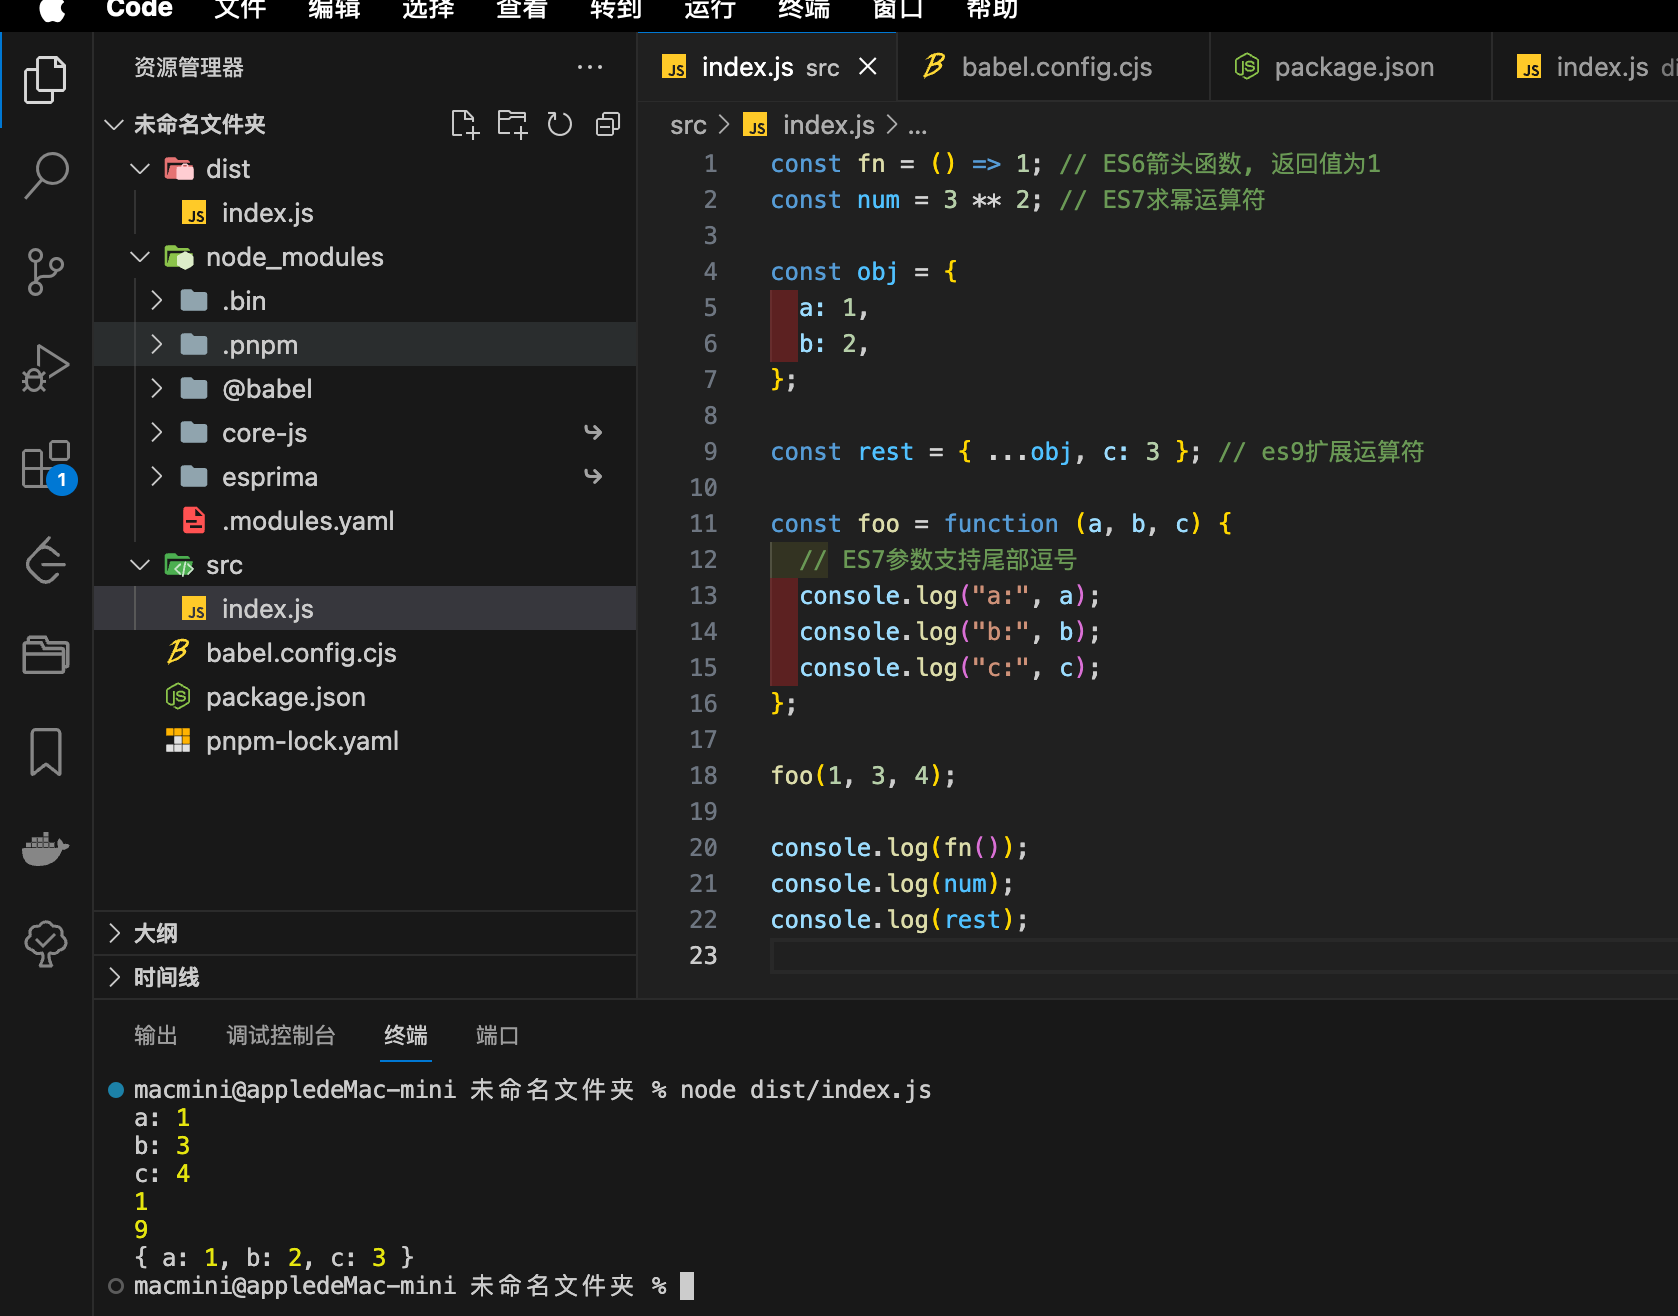 Code 文件 编辑 选择 查看 转到 运行 终端 窗口 帮助
资源管理器
未命名文件夹
dist
index.js
node_modules
.bin
.pnpm
@babel
core-js
esprima
.modules.yaml
src
index.js
babel.config.cjs
package.json
pnpm-lock.yaml
大纲
时间线
1
index.js src
babel.config.cjs
package.json
index.js di
src > index.js > ...
1 const fn = () => 1; // ES6箭头函数, 返回值为1
2 const num = 3 ** 2; // ES7求幂运算符
3
4 const obj = {
5 a: 1,
6 b: 2,
7 };
8
9 const rest = { ...obj, c: 3 }; // es9扩展运算符
10
11 const foo = function (a, b, c) {
12 // ES7参数支持尾部逗号
13 console.log("a:", a);
14 console.log("b:", b);
15 console.log("c:", c);
16 };
17
18 foo(1, 3, 4);
19
20 console.log(fn());
21 console.log(num);
22 console.log(rest);
23
输出 调试控制台 终端 端口
macmini@appledeMac-mini 未命名文件夹 % node dist/index.js
a: 1
b: 3
c: 4
1
9
{ a: 1, b: 2, c: 3 }
macmini@appledeMac-mini 未命名文件夹 %